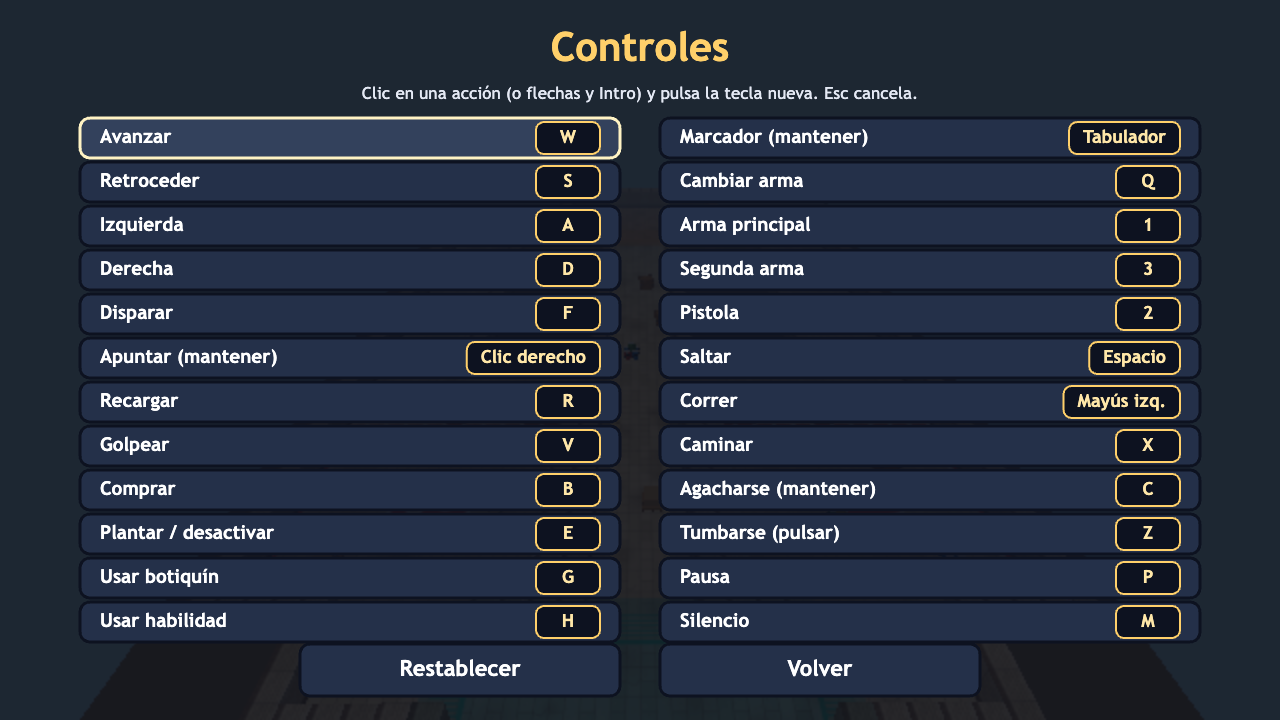 Controles
Clic en una acción (o flechas y Intro) y pulsa la tecla nueva. Esc cancela.
Avanzar W
Retroceder S
Izquierda A
Derecha D
Disparar F
Apuntar (mantener) Clic derecho
Recargar R
Golpear V
Comprar B
Plantar / desactivar E
Usar botiquín G
Usar habilidad H
Marcador (mantener) Tabulador
Cambiar arma Q
Arma principal 1
Segunda arma 3
Pistola 2
Saltar Espacio
Correr Mayús izq.
Caminar X
Agacharse (mantener) C
Tumbarse (pulsar) Z
Pausa P
Silencio M
Restablecer
Volver